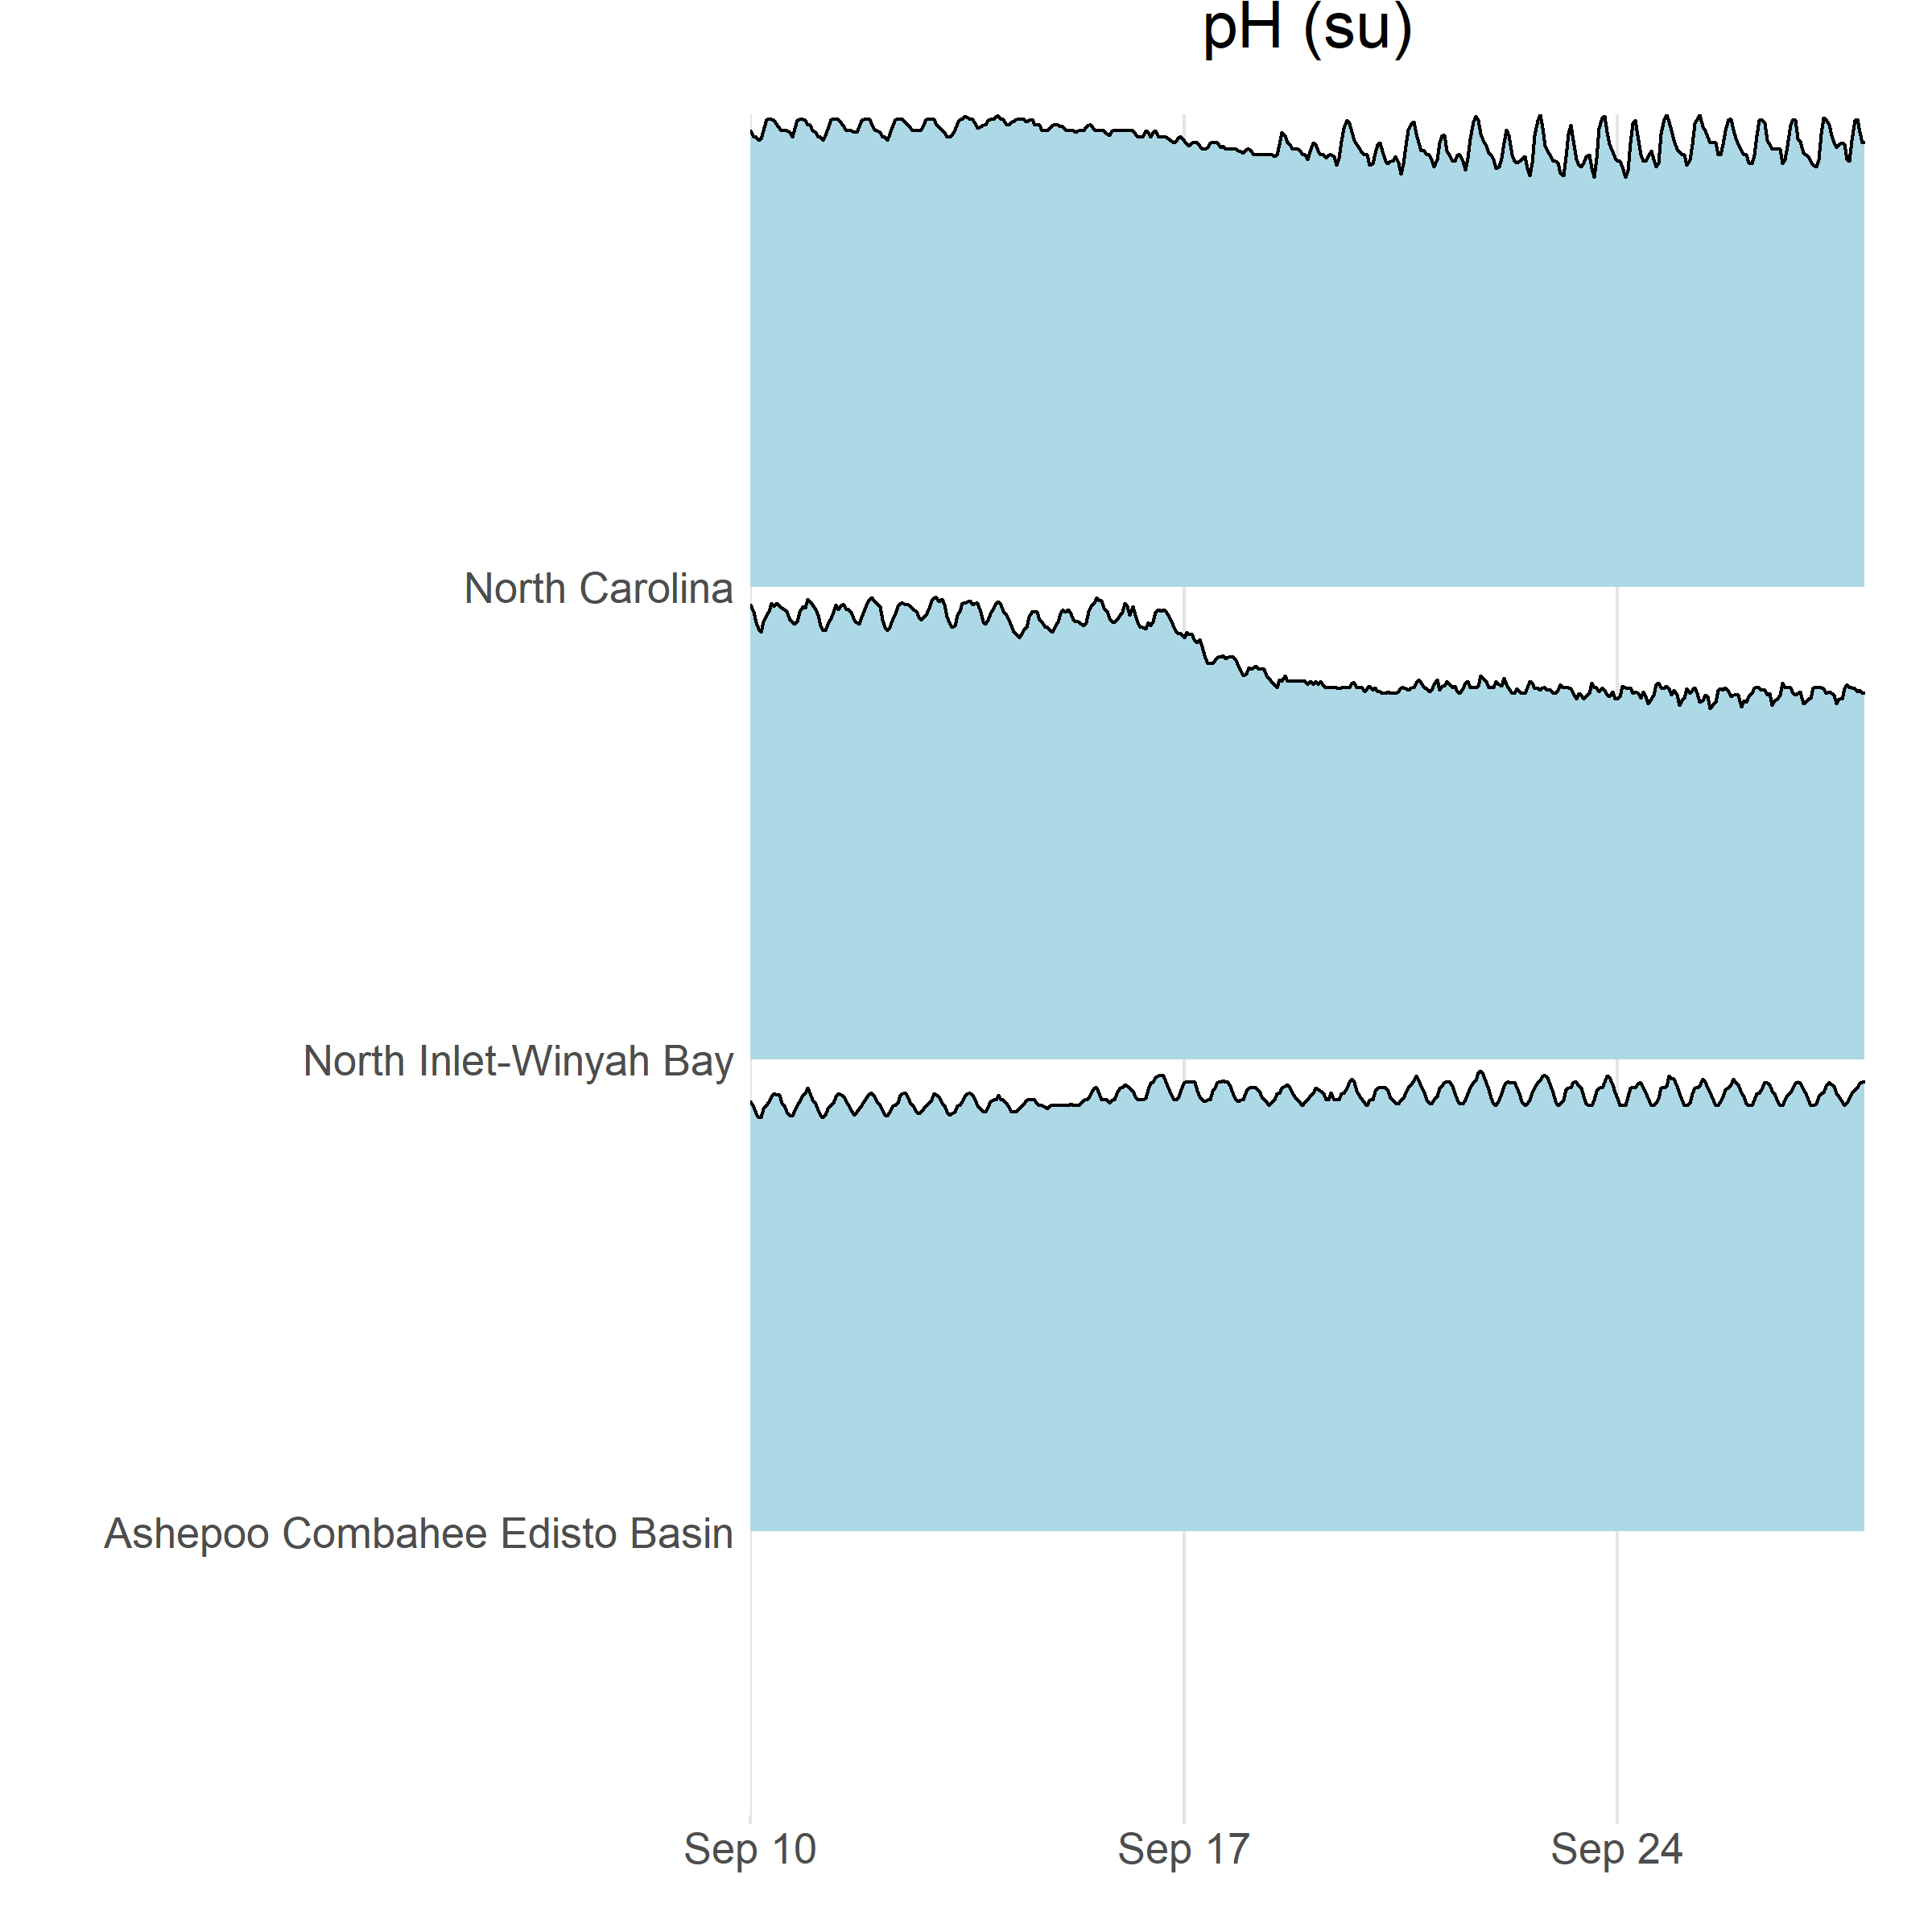 pH (su)
North Carolina
North Inlet-Winyah Bay
Ashepoo Combahee Edisto Basin
Sep 10
Sep 17
Sep 24